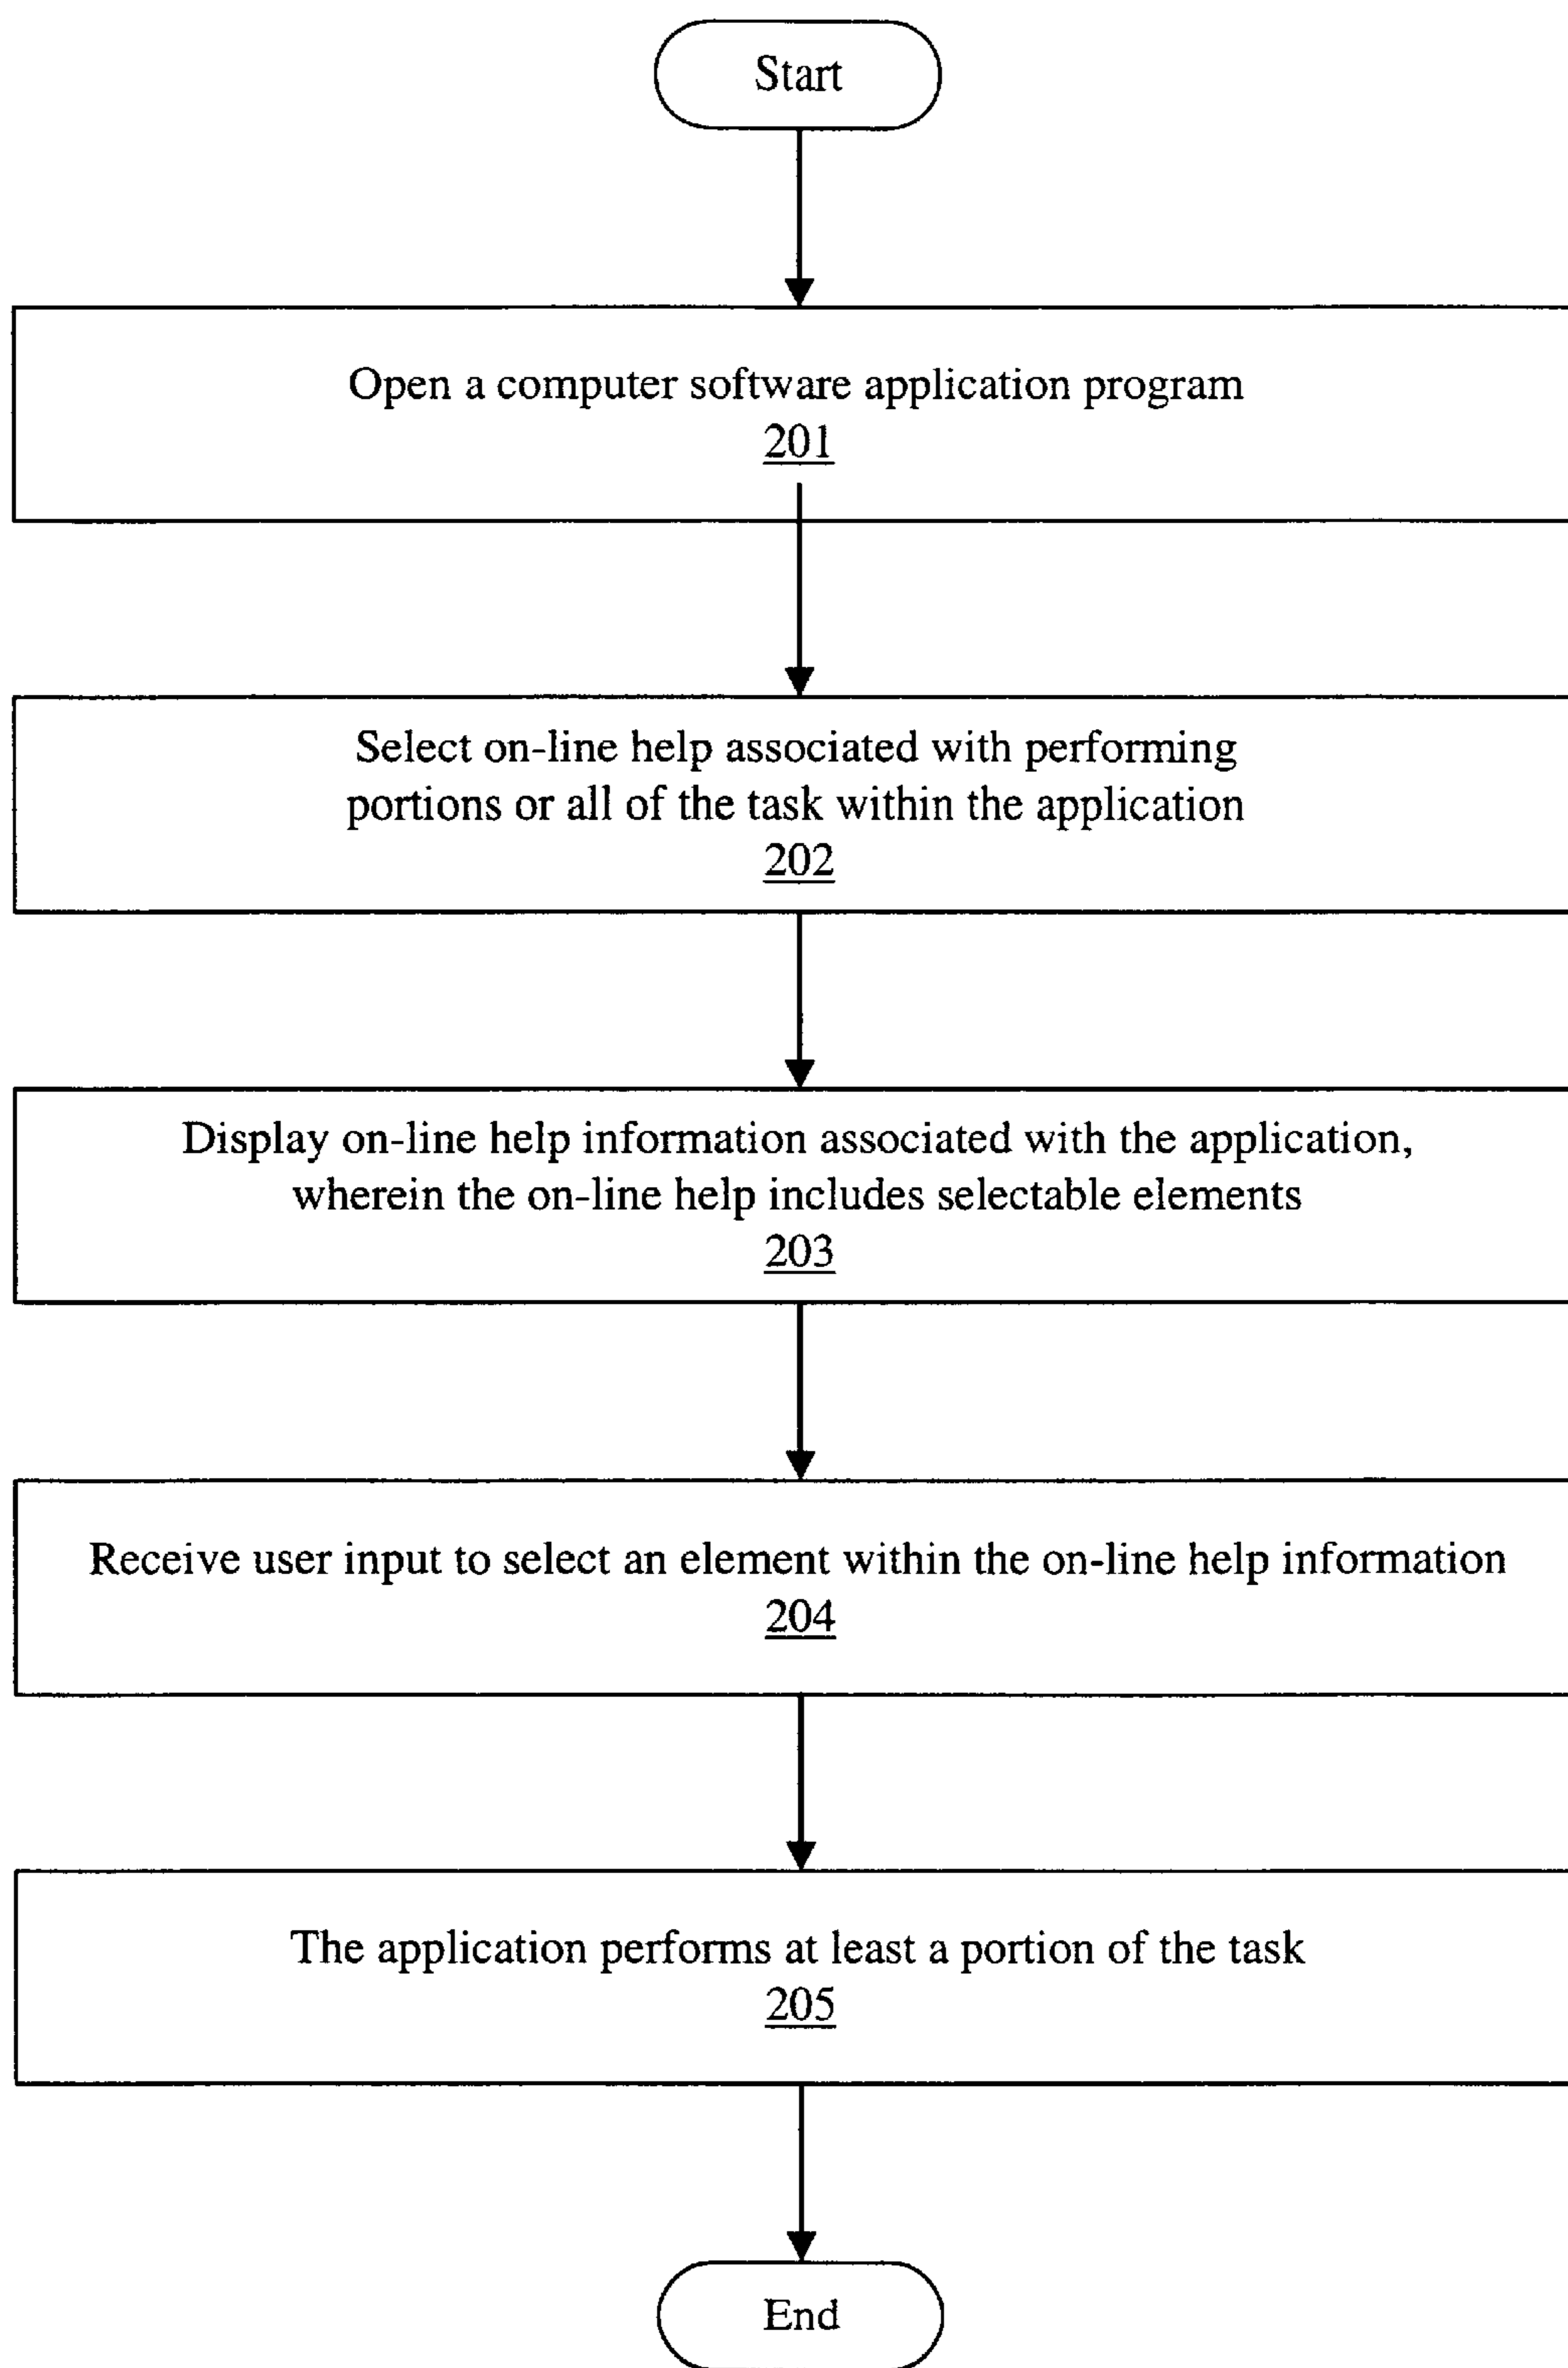 Start
Open a computer software application program
201
Select on-line help associated with performing
portions or all of the task within the application
202
Display on-line help information associated with the application,
wherein the on-line help includes selectable elements
203
Receive user input to select an element within the on-line help information
204
The application performs at least a portion of the task
205
End